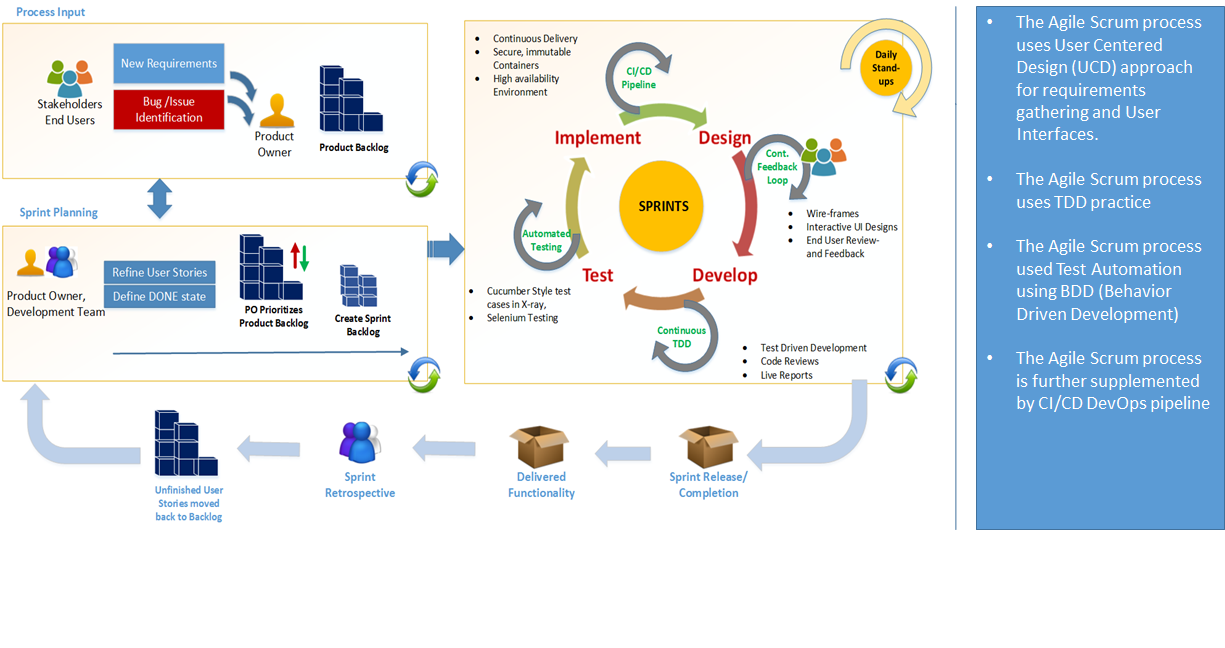 Process Input
Stakeholders
End Users
New Requirements
Bug /Issue
Identification
Product
Owner
Product Backlog
Sprint Planning
Product Owner,
Development Team
Refine User Stories
Define DONE state
PO Prioritizes
Product Backlog
Create Sprint
Backlog
• Continuous Delivery
• Secure, immutable
Containers
• High availability
Environment
CI/CD
Pipeline
Daily
Stand-
ups
Implement
Design
Cont.
Feedback
Loop
SPRINTS
• Wire-frames
• Interactive UI Designs
• End User Review-
and Feedback
Automated
Testing
Test
Develop
• Cucumber Style test
cases in X-ray,
• Selenium Testing
Continuous
TDD
• Test Driven Development
• Code Reviews
• Live Reports
Sprint Release/
Completion
Delivered
Functionality
Sprint
Retrospective
Unfinished User
Stories moved
back to Backlog
• The Agile Scrum process
uses User Centered
Design (UCD) approach
for requirements
gathering and User
Interfaces.
• The Agile Scrum process
uses TDD practice
• The Agile Scrum process
used Test Automation
using BDD (Behavior
Driven Development)
• The Agile Scrum process
is further supplemented
by CI/CD DevOps pipeline